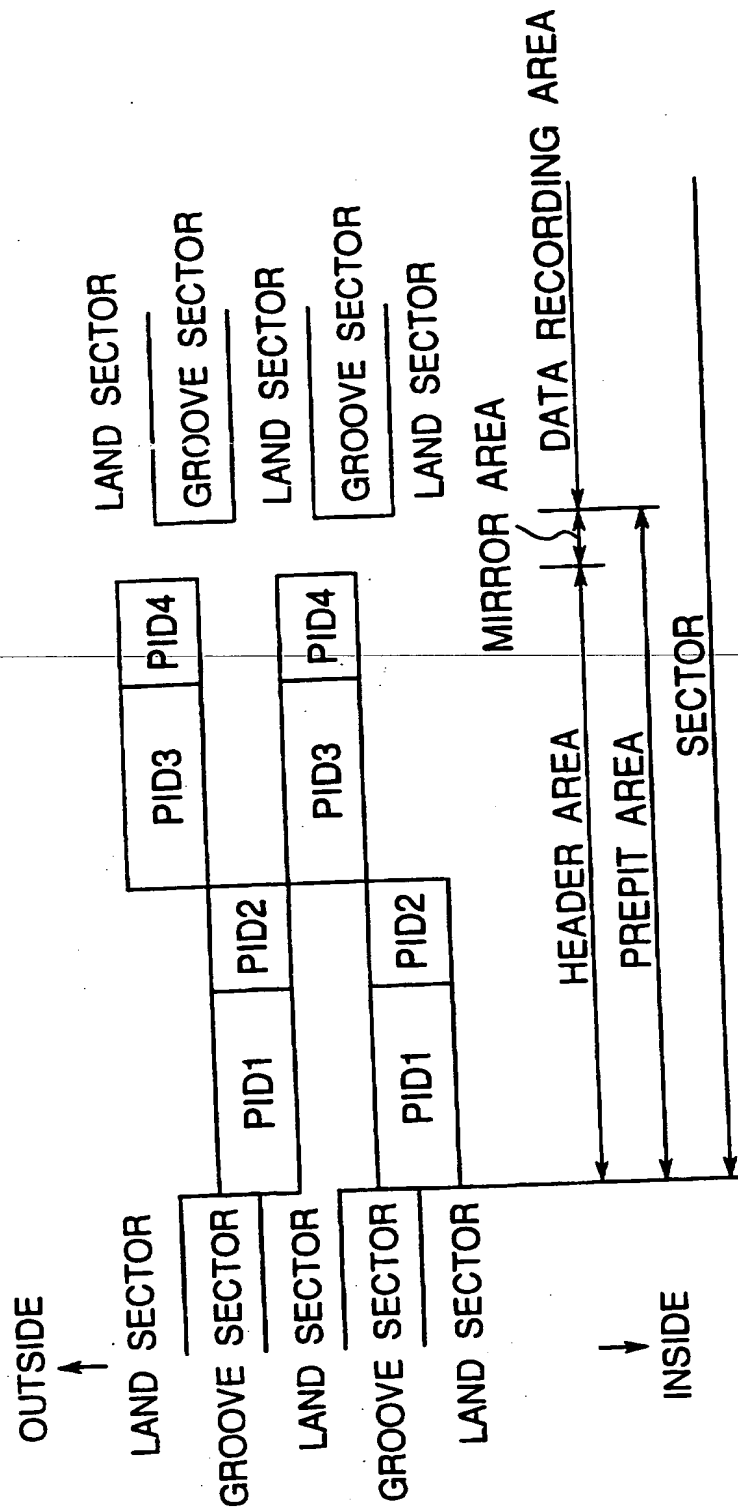 OUTSIDE
LAND SECTOR
GROOVE SECTOR
LAND SECTOR
GROOVE SECTOR
LAND SECTOR
INSIDE
PID1
PID2
PID3
PID4
PID1
PID2
PID3
PID4
LAND SECTOR
GROOVE SECTOR
LAND SECTOR
GROOVE SECTOR
LAND SECTOR
MIRROR AREA
HEADER AREA
DATA RECORDING AREA
PREPIT AREA
SECTOR